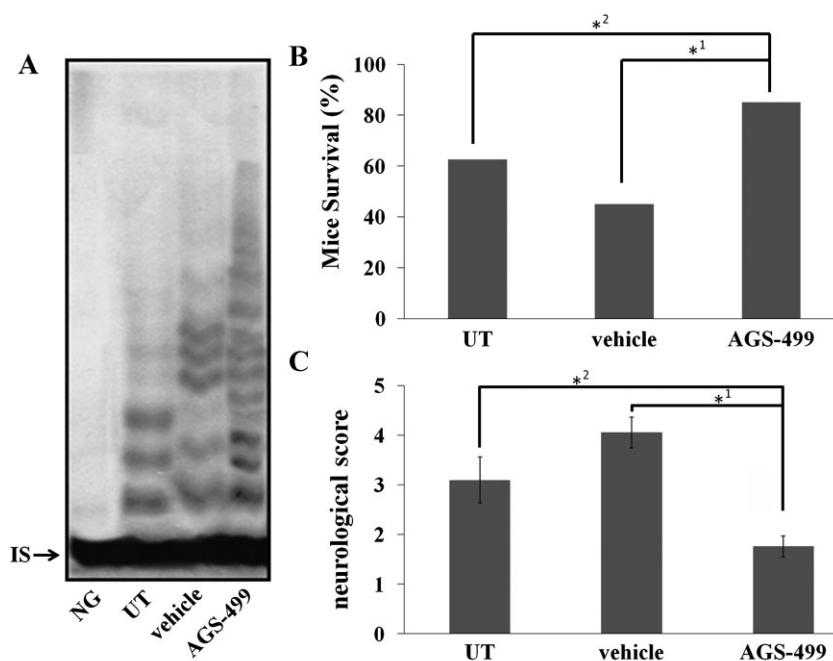 A
IS→
NG
UT
vehicle
AGS-499
B
Mice Survival (%)
100
80
60
40
20
0
*2
*1
UT
vehicle
AGS-499
C
neurological score
5
4
3
2
1
0
*2
*1
UT
vehicle
AGS-499